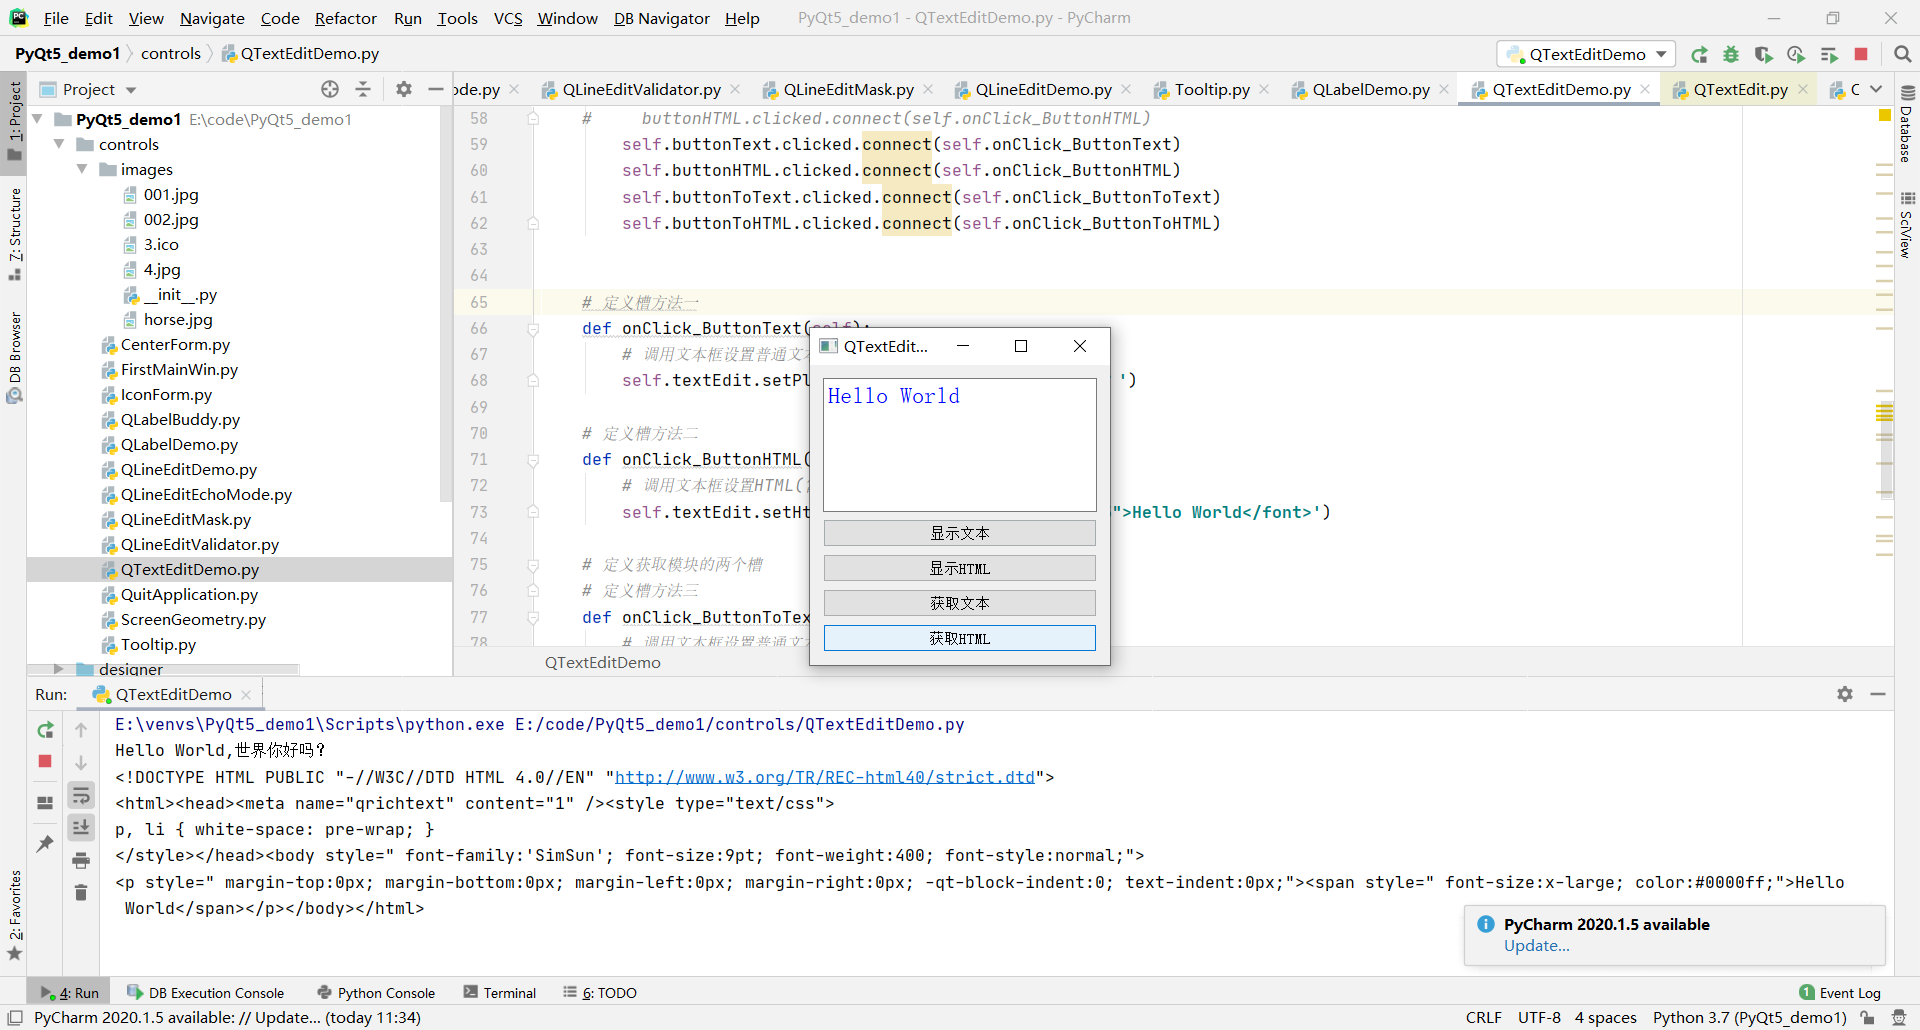 File Edit View Navigate Code Refactor Run Tools VCS Window DB Navigator Help PyQt5_demo1 - QTextEditDemo.py - PyCharm
PyQt5_demo1 controls QTextEditDemo.py QTextEditDemo
Project
ode.py QLineEditValidator.py QLineEditMask.py QLineEditDemo.py Tooltip.py QLabelDemo.py QTextEditDemo.py QTextEdit.py
1: Project
7: Structure
DB Browser
2: Favorites
Database
SciView
PyQt5_demo1 E:\code\PyQt5_demo1
controls
images
001.jpg
002.jpg
3.ico
4.jpg
__init__.py
horse.jpg
CenterForm.py
FirstMainWin.py
IconForm.py
QLabelBuddy.py
QLabelDemo.py
QLineEditDemo.py
QLineEditEchoMode.py
QLineEditMask.py
QLineEditValidator.py
QTextEditDemo.py
QuitApplication.py
ScreenGeometry.py
Tooltip.py
designer
58 # buttonHTML.clicked.connect(self.onClick_ButtonHTML)
59 self.buttonText.clicked.connect(self.onClick_ButtonText)
60 self.buttonHTML.clicked.connect(self.onClick_ButtonHTML)
61 self.buttonToText.clicked.connect(self.onClick_ButtonToText)
62 self.buttonToHTML.clicked.connect(self.onClick_ButtonToHTML)
63
64
65 # 定义槽方法一
66 def onClick_ButtonText(self):
67 # 调用文本框设置普通文本
68 self.textEdit.setPl ')
69
70 # 定义槽方法二
71 def onClick_ButtonHTML(
72 # 调用文本框设置HTML(
73 self.textEdit.setHt ">Hello World</font>')
74
75 # 定义获取模块的两个槽
76 # 定义槽方法三
77 def onClick_ButtonToTex
78 # 调用文本框设置普通文本
QTextEditDemo
QTextEdit...
Hello World
显示文本
显示HTML
获取文本
获取HTML
Run: QTextEditDemo
E:\venvs\PyQt5_demo1\Scripts\python.exe E:/code/PyQt5_demo1/controls/QTextEditDemo.py
Hello World,世界你好吗？
<!DOCTYPE HTML PUBLIC "-//W3C//DTD HTML 4.0//EN" "http://www.w3.org/TR/REC-html40/strict.dtd">
<html><head><meta name="qrichtext" content="1" /><style type="text/css">
p, li { white-space: pre-wrap; }
</style></head><body style=" font-family:'SimSun'; font-size:9pt; font-weight:400; font-style:normal;">
<p style=" margin-top:0px; margin-bottom:0px; margin-left:0px; margin-right:0px; -qt-block-indent:0; text-indent:0px;"><span style=" font-size:x-large; color:#0000ff;">Hello
World</span></p></body></html>
PyCharm 2020.1.5 available
Update...
4: Run DB Execution Console Python Console Terminal 6: TODO 1 Event Log
PyCharm 2020.1.5 available: // Update... (today 11:34) CRLF UTF-8 4 spaces Python 3.7 (PyQt5_demo1)